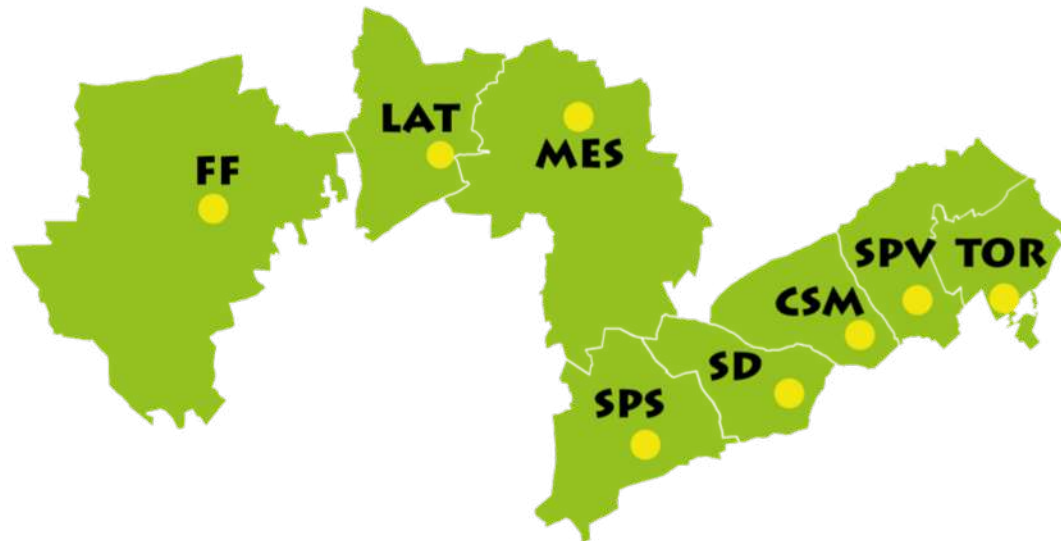 FF
LAT
MES
SPV
TOR
CSM
SD
SPS